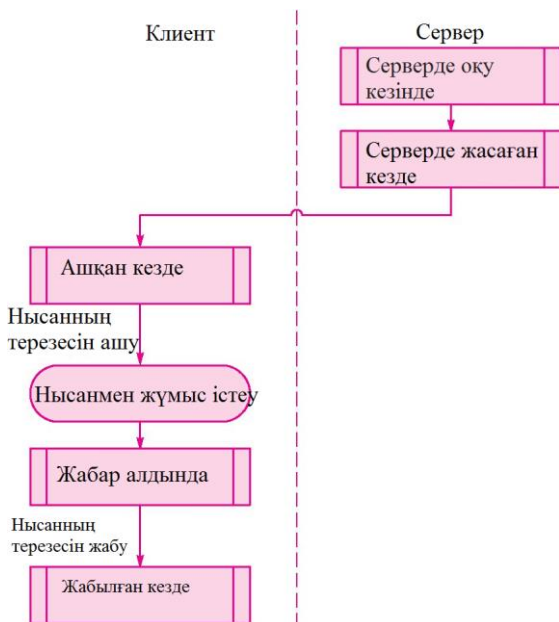 Клиент
Сервер
Серверде оқу
кезінде
Серверде жасаған
кезде
Ашқан кезде
Нысанның
терезесін ашу
Нысанмен жұмыс істеу
Жабар алдында
Нысанның
терезесін жабу
Жабылған кезде